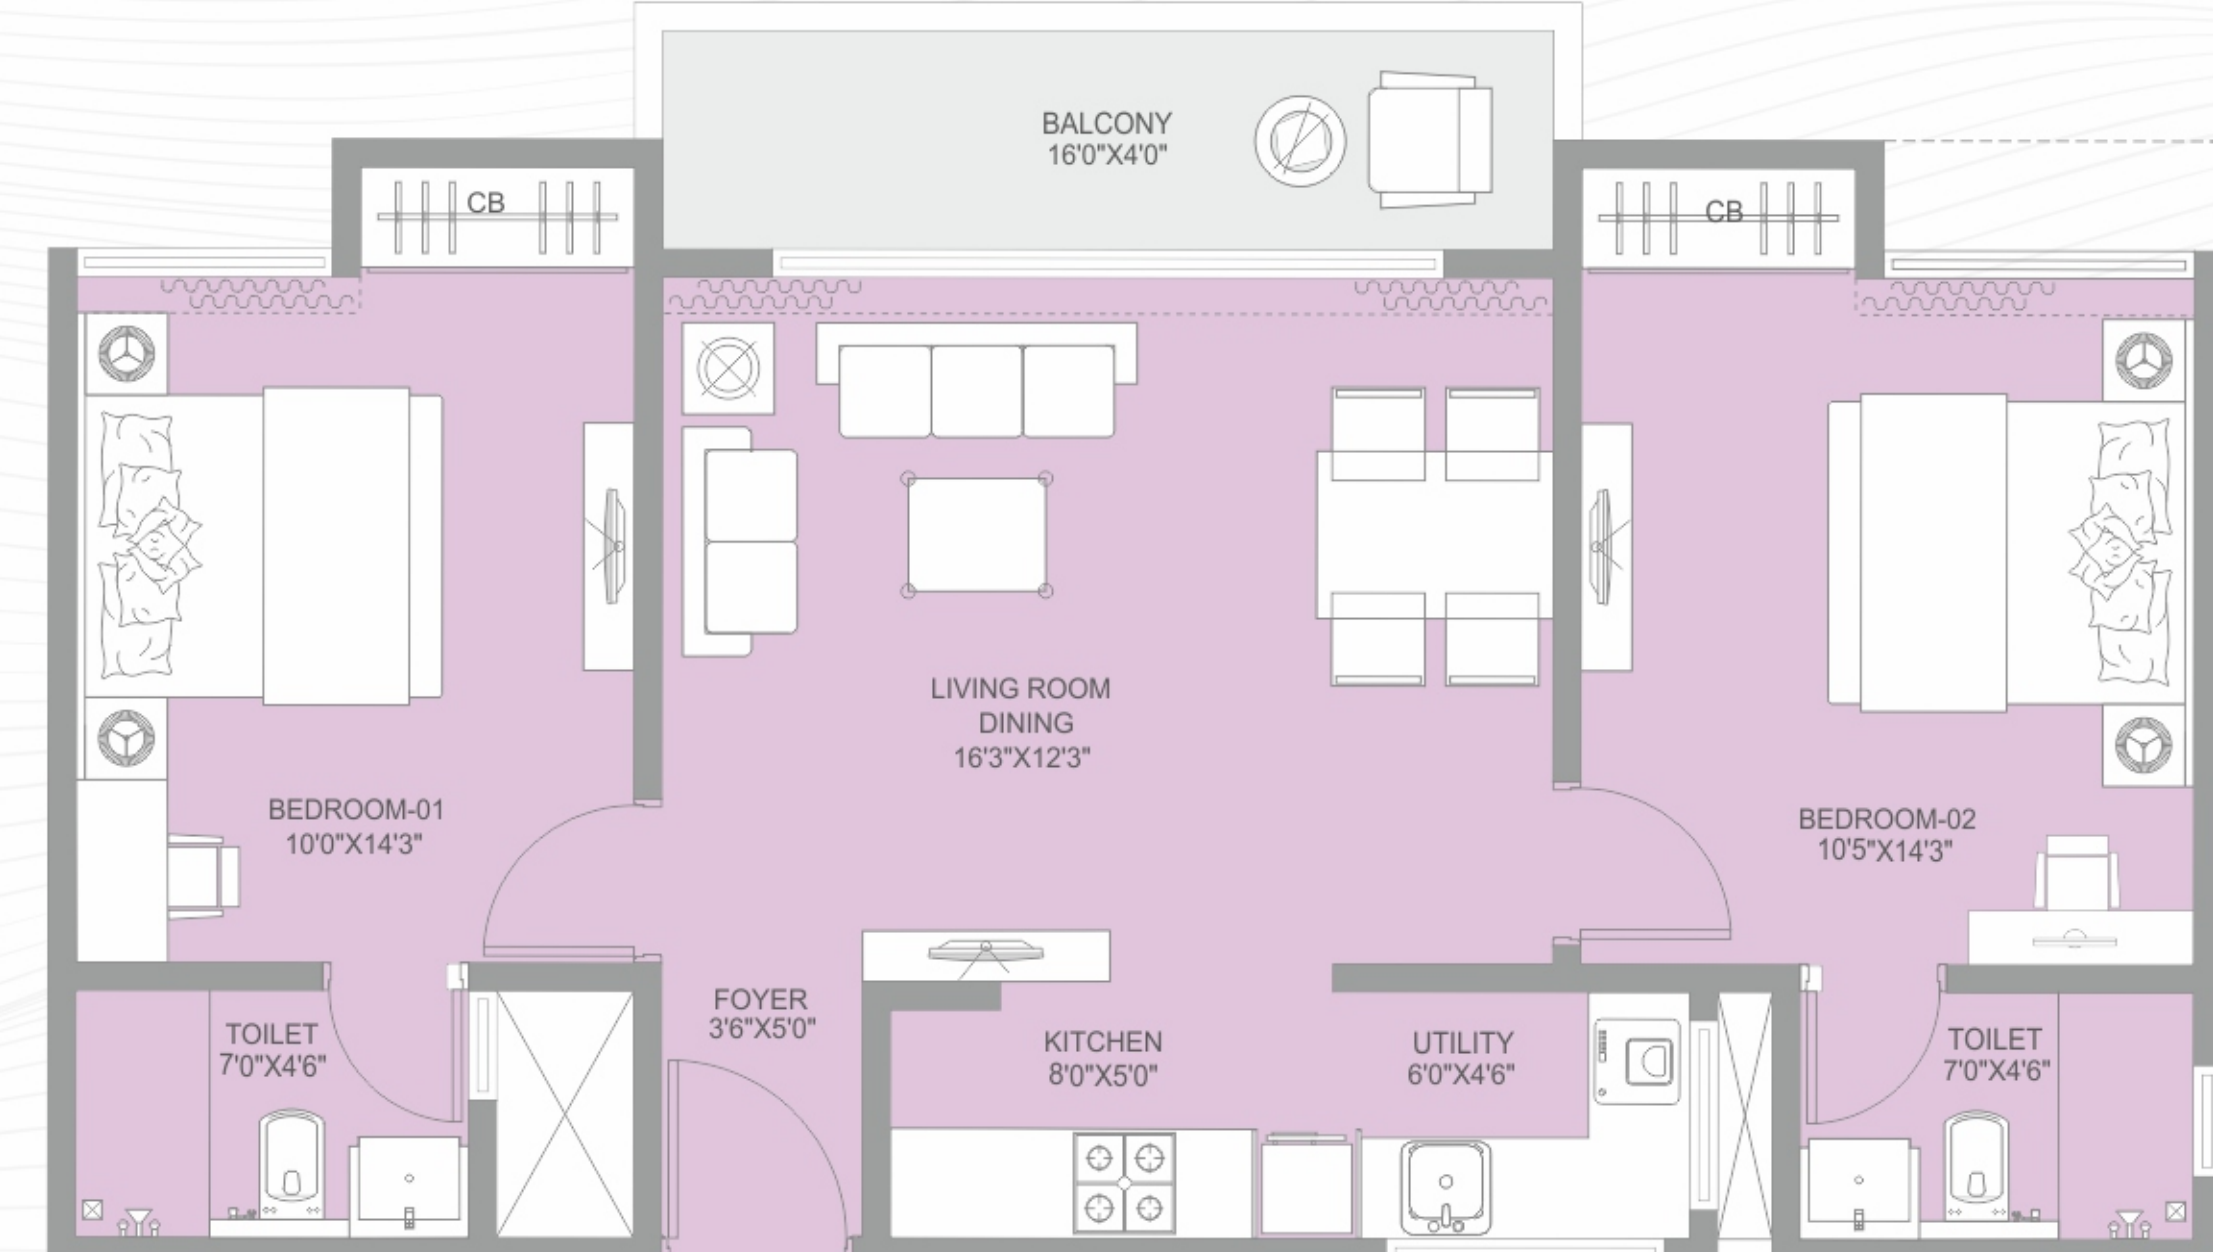 BALCONY
16'0"X4'0"
CB
CB
LIVING ROOM
DINING
16'3"X12'3"
BEDROOM-01
10'0"X14'3"
BEDROOM-02
10'5"X14'3"
FOYER
3'6"X5'0"
TOILET
7'0"X4'6"
KITCHEN
8'0"X5'0"
UTILITY
6'0"X4'6"
TOILET
7'0"X4'6"